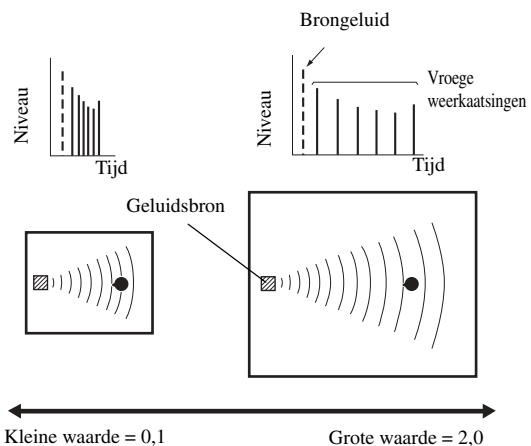 Brongeluid
Niveau
Tijd
Niveau
Vroege
weerkaatsingen
Tijd
Geluidsbron
Kleine waarde = 0,1
Grote waarde = 2,0